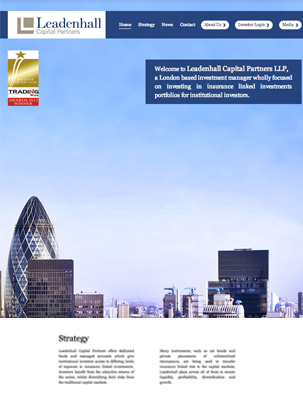 Leadenhall
Capital Partners
Home Strategy News About Us Investor Login Media
TRADING
AWARDS 2012
WINNER
Welcome to Leadenhall Capital Partners LLP,
a London based investment manager wholly focused
on investing in insurance linked investments
portfolios for institutional investors.
Strategy
Leadenhall Capital Partners offers dedicated
funds and managed accounts which give
institutional investors access to differing levels
of exposure to insurance linked investments.
Investors benefit from the attractive returns of
the sector, whilst diversifying their risks from
the traditional capital markets.
Many instruments, such as cat bonds and
private placements of collateralised
reinsurance, are being used to transfer
insurance linked risk to the capital markets.
Leadenhall place across all of these to ensure
liquidity, profitability, diversification and
growth.